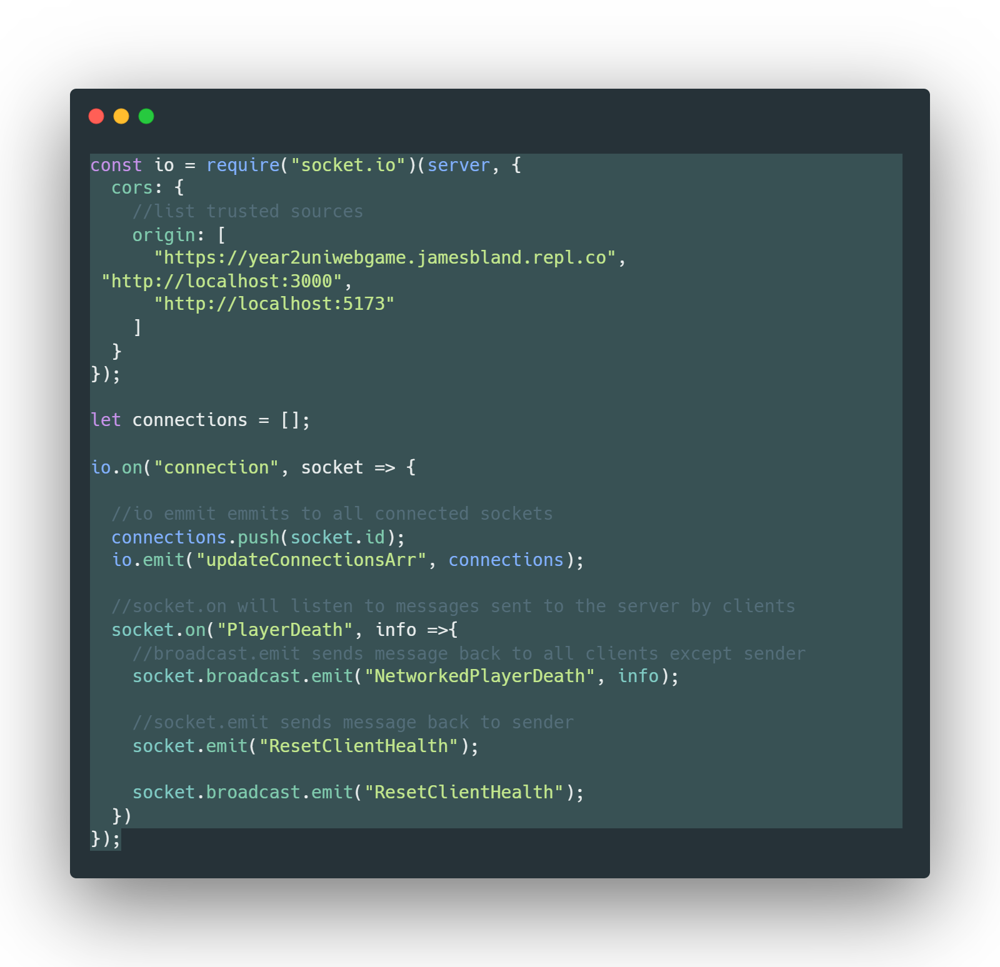 const io = require("socket.io")(server, {
  cors: {
    //list trusted sources
    origin: [
      "https://year2uniwebgame.jamesbland.repl.co",
 "http://localhost:3000",
      "http://localhost:5173"
    ]
  }
});

let connections = [];

io.on("connection", socket => {

  //io emmit emmits to all connected sockets
  connections.push(socket.id);
  io.emit("updateConnectionsArr", connections);

  //socket.on will listen to messages sent to the server by clients
  socket.on("PlayerDeath", info =>{
    //broadcast.emit sends message back to all clients except sender
    socket.broadcast.emit("NetworkedPlayerDeath", info);

    //socket.emit sends message back to sender
    socket.emit("ResetClientHealth");

    socket.broadcast.emit("ResetClientHealth");
  })
});